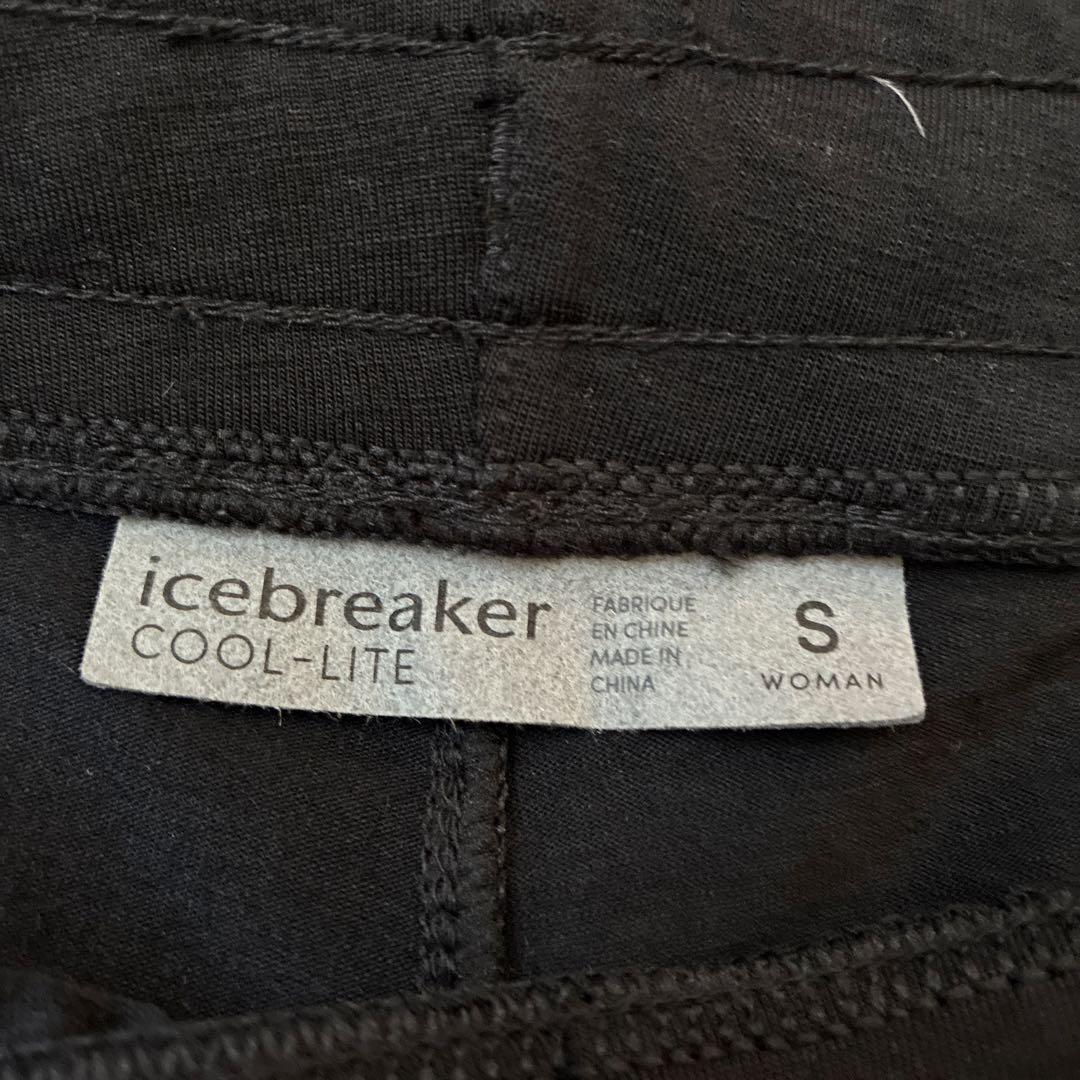 icebreaker
COOL-LITE
FABRIQUE
EN CHINE
MADE IN
CHINA
S
WOMAN